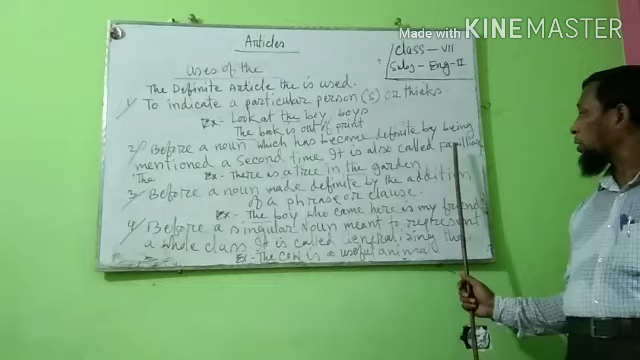 Made with KINEMASTER
Articles
Class - VII
Subj - Eng-II
uses of the
The Definite Article the is used.
1/ To indicate a particular person(s) or
Ex- Look at the boy boys
The book is out of print
2/ Before a noun which has become definite by being
mentioned a second time. It is also called Familiar
'The Ex- There is a tree in the garden
3/ Before a noun made definite by the addition
of a phrase or clause.
Ex- The boy who came here is my friend
4/ Before a singular noun meant to represent
a whole class. It is called the
Ex- The cow is a useful animal